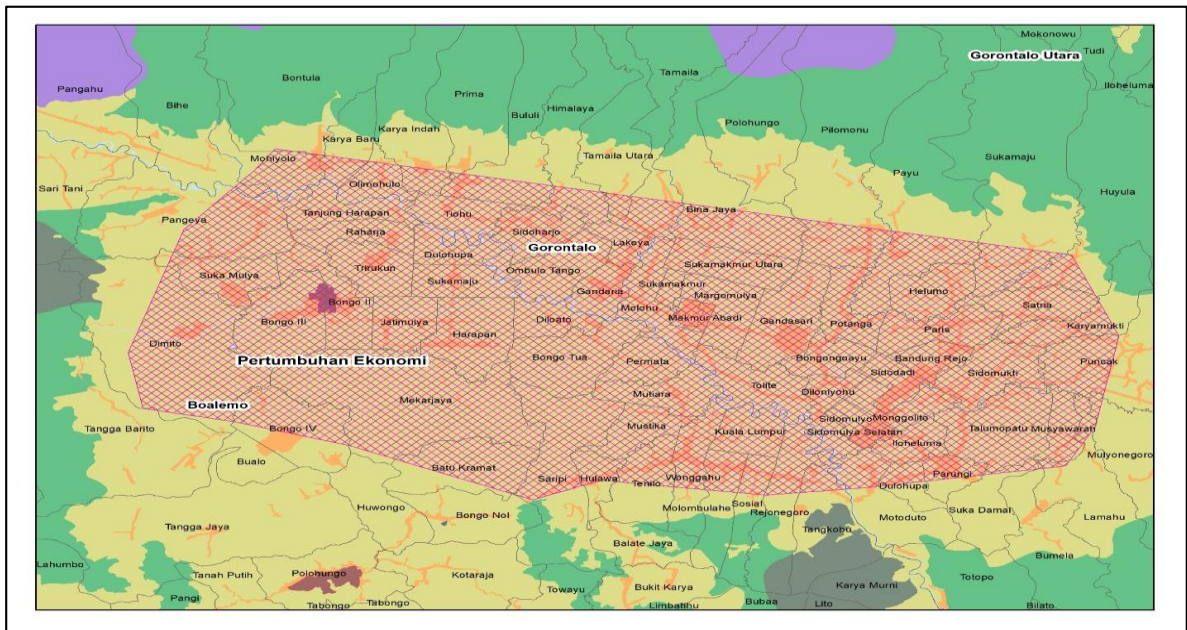 Mokonowu
Tudi
Gorontalo Utara
Tamaila
Bontula
Pangahu
Iloheluma
Prima
Bihe
Himalaya
Bululi
Polohungo
Karya Indah
Pilomonu
Karya Baru
Tamaila Utara
Sukamaju
Moniyolo
Payu
Olimohulo
Sari Tani
Huyula
Bina Jaya
Tanjung Harapan
Tiohu
Pangeya
Raharja
Sidoharjo
Lakeya
Gorontalo
Dulohupa
Sukamakmur Utara
Trirukun
Ombulo Tango
Suka Mulya
Sukamaju
Sukamakmur
Gandaria
Helumo
Margomulya
Bongo II
Molohu
Satria
Makmur Abadi
Bongo III
Jatimulya
Diloato
Gandasari
Potanga
Karyamukti
Harapan
Paris
Dimito
Bongo Tua
Bongongoayu
Bandung Rejo
Pertumbuhan Ekonomi
Permata
Puncak
Sidodadi
Sidomukti
Tolite
Mutiara
Diloniyohu
Mekarjaya
Boalemo
Sidomulyo
Monggolito
Tangga Barito
Bongo IV
Mustika
Kuala Lumpur
Sidomulya Selatan
Talumopatu
Musyawarah
Iloheluma
Bualo
Mulyonegoro
Batu Kramat
Saripi
Hulawa
Wonggahu
Parungi
Tenilo
Dulohupa
Huwongo
Molombulahe
Sosial
Suka Damai
Bongo Nol
Rejonegoro
Motoduto
Lamahu
Tangga Jaya
Tangkobu
Balate Jaya
Bumela
Lahumbo
Tanah Putih
Polohungo
Kotaraja
Totopo
Towayu
Bukit Karya
Karya Murni
Pangi
Tabongo
Tabongo
Limbatihu
Bubaa
Lito
Bilato